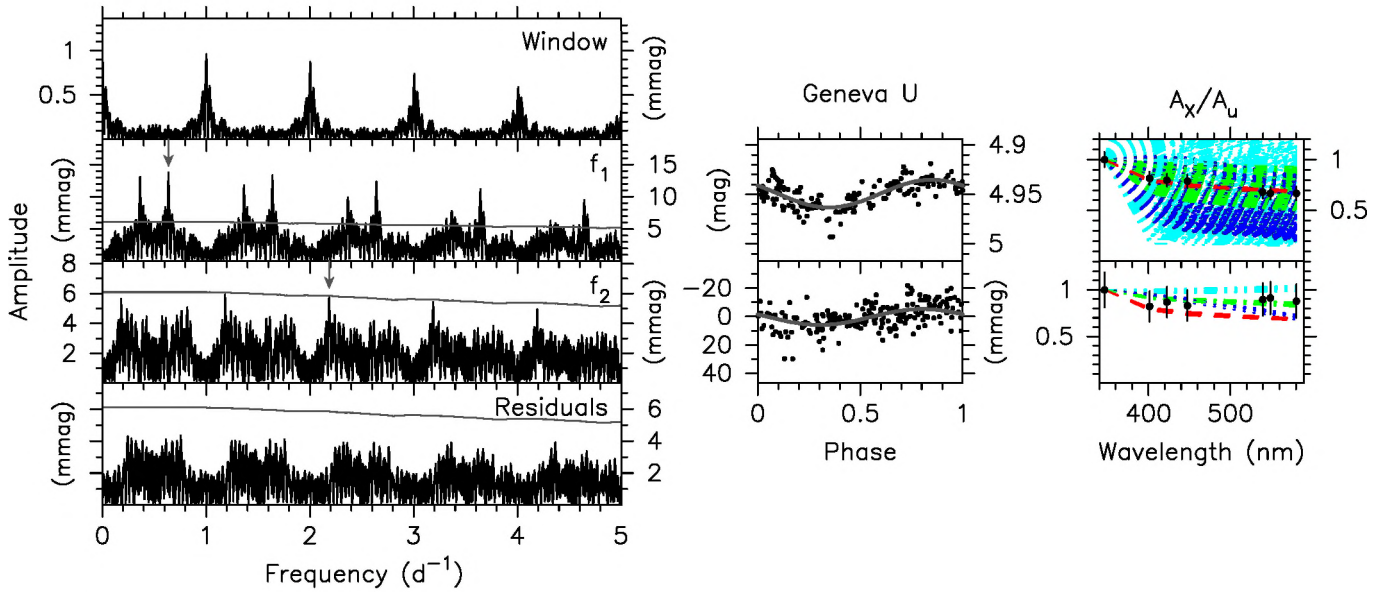 Window
1
0.5
(mmag)
f1
15
10
5
(mmag)
f2
8
6
4
2
(mmag)
Residuals
6
4
2
(mmag)
Amplitude
0 1 2 3 4 5
Frequency (d−1)
Geneva U
4.9
4.95
5
(mag)
−20
0
20
40
(mmag)
0 0.5 1
Phase
AX/Au
1
0.5
1
0.5
400 500
Wavelength (nm)